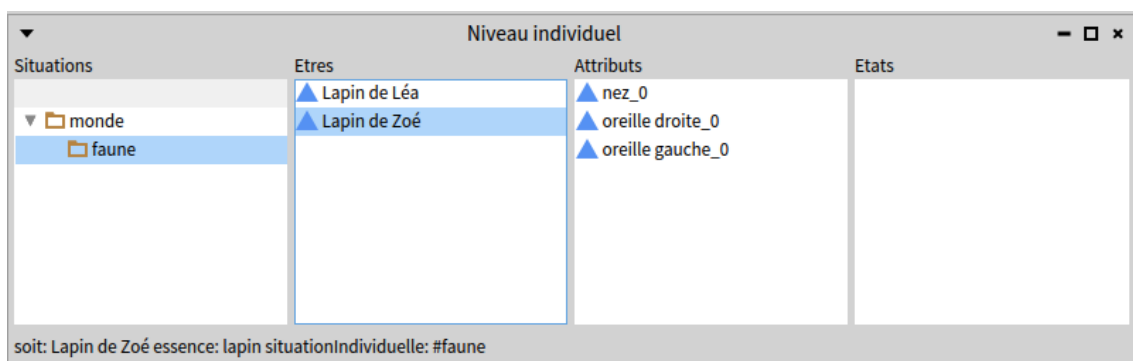 Niveau individuel
Situations Etres Attributs Etats
Lapin de Léa nez_0
monde Lapin de Zoé oreille droite_0
faune oreille gauche_0
soit: Lapin de Zoé essence: lapin situationIndividuelle: #faune